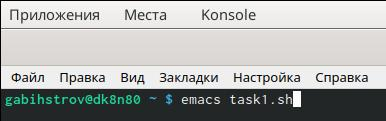 Приложения Места Konsole
Файл Правка Вид Закладки Настройка Справка
gabihstrov@dk8n80 ~ $ emacs task1.sh